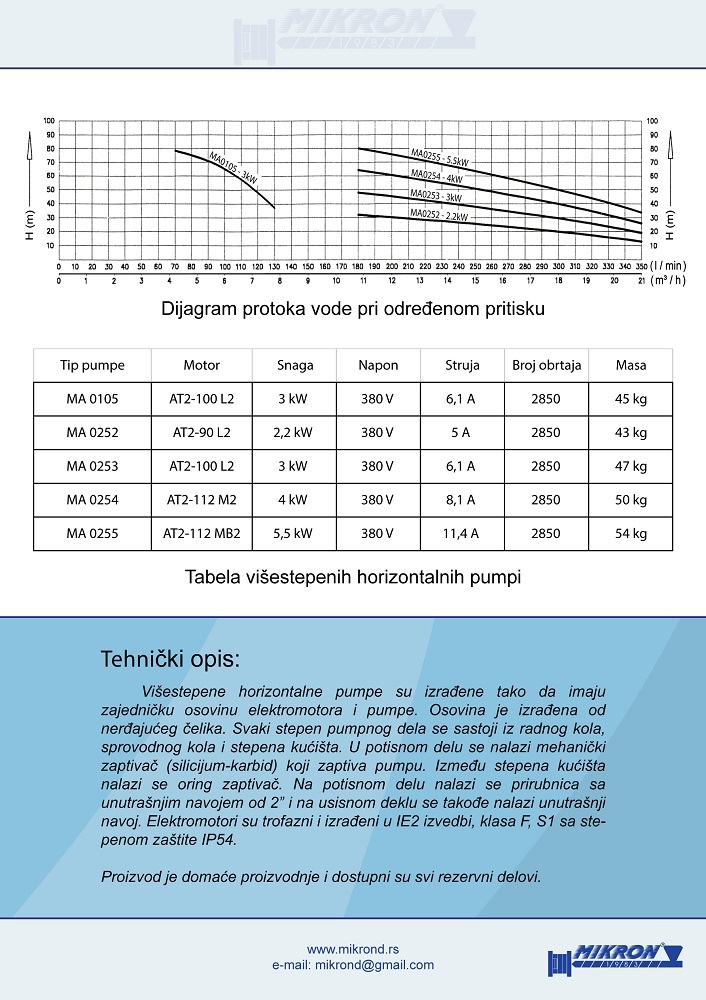 MIKRON
1983
100 100
90 90
80 80
70 70
60 60
50 50
40 40
30 30
20 20
10 10
H (m) H (m)
MA0105 - 3kW
MA0255 - 5.5kW
MA0254 - 4kW
MA0253 - 3kW
MA0252 - 2.2kW
0 10 20 30 40 50 60 70 80 90 100 110 120 130 140 150 160 170 180 190 200 210 220 230 240 250 260 270 280 290 300 310 320 330 340 350 (l / min)
0 1 2 3 4 5 6 7 8 9 10 11 12 13 14 15 16 17 18 19 20 21 (m³ / h)
Dijagram protoka vode pri određenom pritisku
Tip pumpe Motor Snaga Napon Struja Broj obrtaja Masa
MA 0105 AT2-100 L2 3 kW 380 V 6,1 A 2850 45 kg
MA 0252 AT2-90 L2 2,2 kW 380 V 5 A 2850 43 kg
MA 0253 AT2-100 L2 3 kW 380 V 6,1 A 2850 47 kg
MA 0254 AT2-112 M2 4 kW 380 V 8,1 A 2850 50 kg
MA 0255 AT2-112 MB2 5,5 kW 380 V 11,4 A 2850 54 kg
Tabela višestepenih horizontalnih pumpi
Tehnički opis:
Višestepene horizontalne pumpe su izrađene tako da imaju
zajedničku osovinu elektromotora i pumpe. Osovina je izrađena od
nerđajućeg čelika. Svaki stepen pumpnog dela se sastoji iz radnog kola,
sprovodnog kola i stepena kućišta. U potisnom delu se nalazi mehanički
zaptivač (silicijum-karbid) koji zaptiva pumpu. Između stepena kućišta
nalazi se oring zaptivač. Na potisnom delu nalazi se prirubnica sa
unutrašnjim navojem od 2” i na usisnom deklu se takođe nalazi unutrašnji
navoj. Elektromotori su trofazni i izrađeni u IE2 izvedbi, klasa F, S1 sa ste-
penom zaštite IP54.
Proizvod je domaće proizvodnje i dostupni su svi rezervni delovi.
www.mikrond.rs
e-mail: mikrond@gmail.com
MIKRON
1983